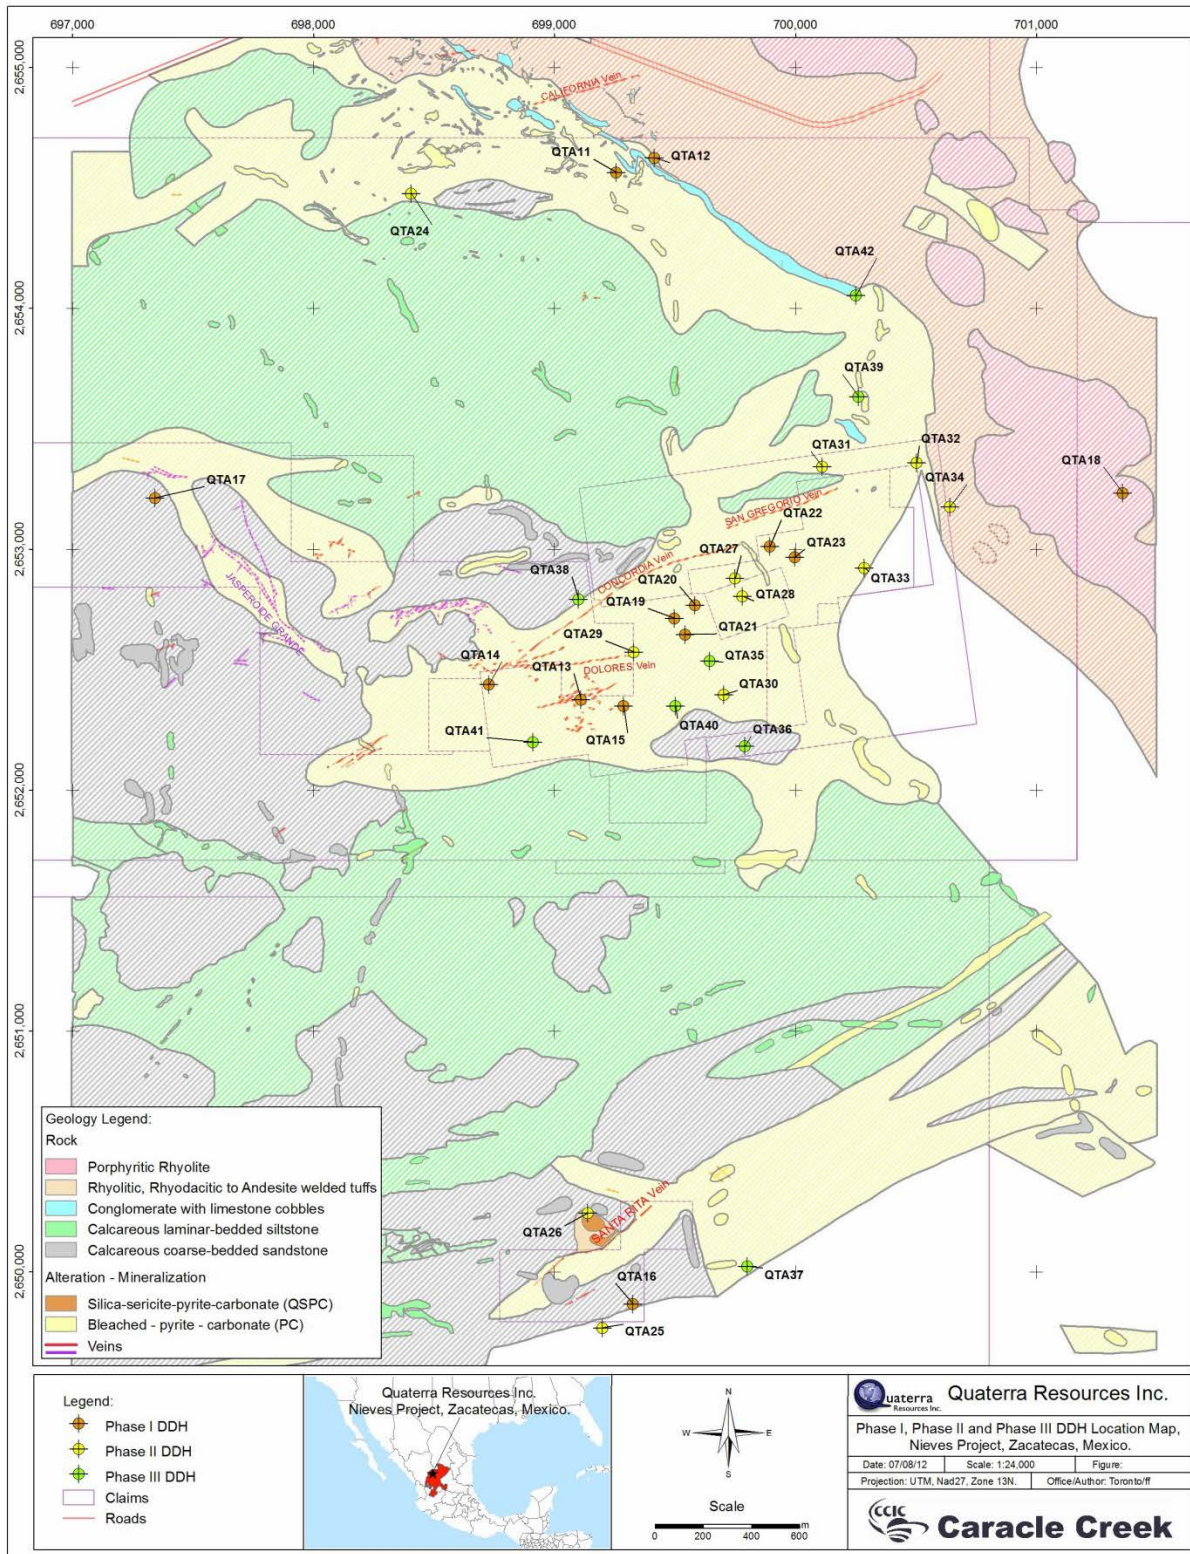 697,000
698,000
699,000
700,000
701,000
2,655,000
2,654,000
2,653,000
2,652,000
2,651,000
2,650,000
CALIFORNIA Vein
QTA11
QTA12
QTA24
QTA42
QTA39
QTA31
QTA32
QTA18
QTA34
QTA17
SAN GREGORIO Vein
QTA22
QTA23
QTA27
QTA38
CONCORDIA Vein
QTA20
QTA33
QTA28
JASPEROIDE GRANDE
QTA19
QTA21
QTA29
QTA35
QTA14
QTA13
DOLORES Vein
QTA30
QTA41
QTA15
QTA40
QTA36
SANTA RITA Vein
QTA26
QTA16
QTA37
QTA25
Geology Legend:
Rock
Porphyritic Rhyolite
Rhyolitic, Rhyodacitic to Andesite welded tuffs
Conglomerate with limestone cobbles
Calcareous laminar-bedded siltstone
Calcareous coarse-bedded sandstone
Alteration - Mineralization
Silica-sericite-pyrite-carbonate (QSPC)
Bleached - pyrite - carbonate (PC)
Veins
Legend:
Phase I DDH
Phase II DDH
Phase III DDH
Claims
Roads
Quaterra Resources Inc.
Nieves Project, Zacatecas, Mexico.
N
W
E
S
Scale
0 200 400 600 m
Quaterra
Resources Inc.
Quaterra Resources Inc.
Phase I, Phase II and Phase III DDH Location Map,
Nieves Project, Zacatecas, Mexico.
Date: 07/08/12 Scale: 1:24,000 Figure:
Projection: UTM, Nad27, Zone 13N. Office/Author: Toronto/ff
CCIC
Caracle Creek